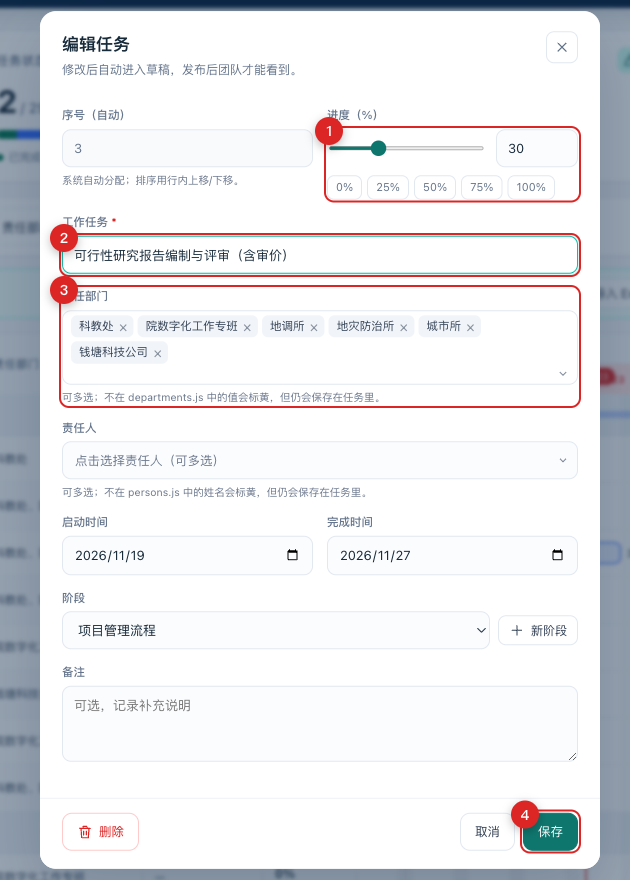 编辑任务
修改后自动进入草稿，发布后团队才能看到。
序号（自动） 进度（%）
1
3 30
系统自动分配；排序用行内上移/下移。
0% 25% 50% 75% 100%
工作任务 *
2
可行性研究报告编制与评审（含审价）
3
任部门
科教处 × 院数字化工作专班 × 地调所 × 地灾防治所 × 城市所 ×
钱塘科技公司 ×
可多选；不在 departments.js 中的值会标黄，但仍会保存在任务里。
责任人
点击选择责任人（可多选）
可多选；不在 persons.js 中的姓名会标黄，但仍会保存在任务里。
启动时间 完成时间
2026/11/19 2026/11/27
阶段
项目管理流程 + 新阶段
备注
可选，记录补充说明
4
删除 取消 保存